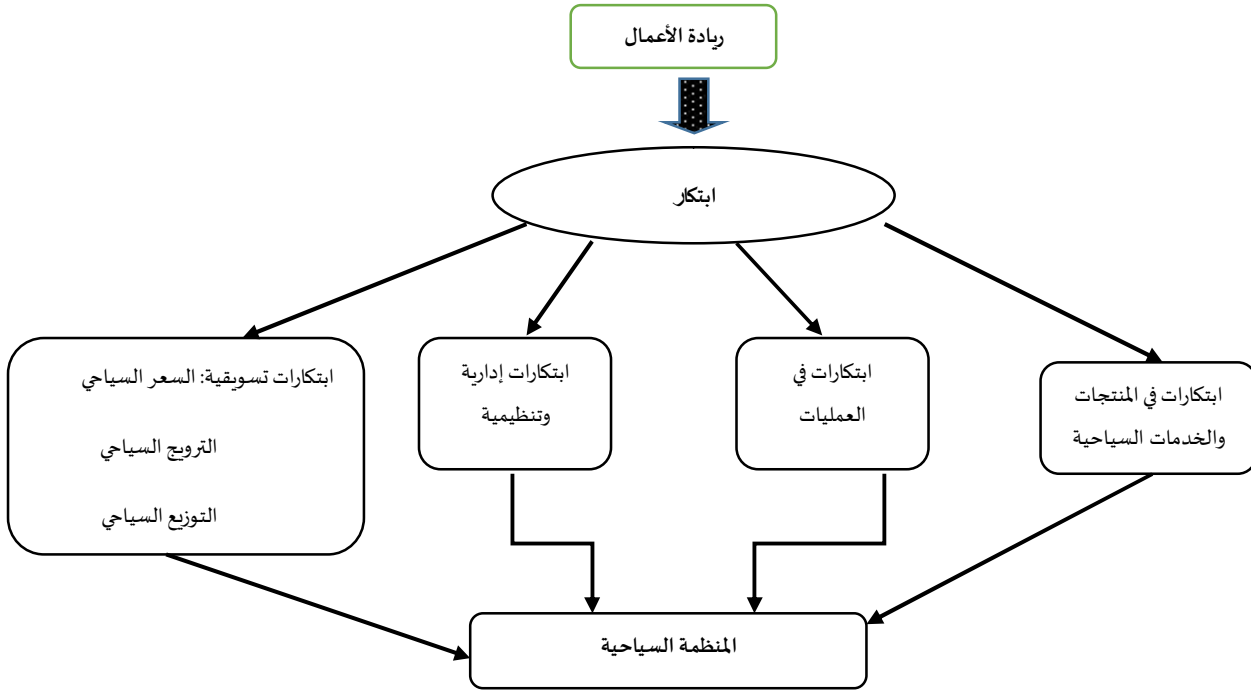 ريادة الأعمال
ابتكار
ابتكارات في المنتجات
والخدمات السياحية
ابتكارات في
العمليات
ابتكارات إدارية
وتنظيمية
ابتكارات تسويقية: السعر السياحي
الترويج السياحي
التوزيع السياحي
المنظمة السياحية